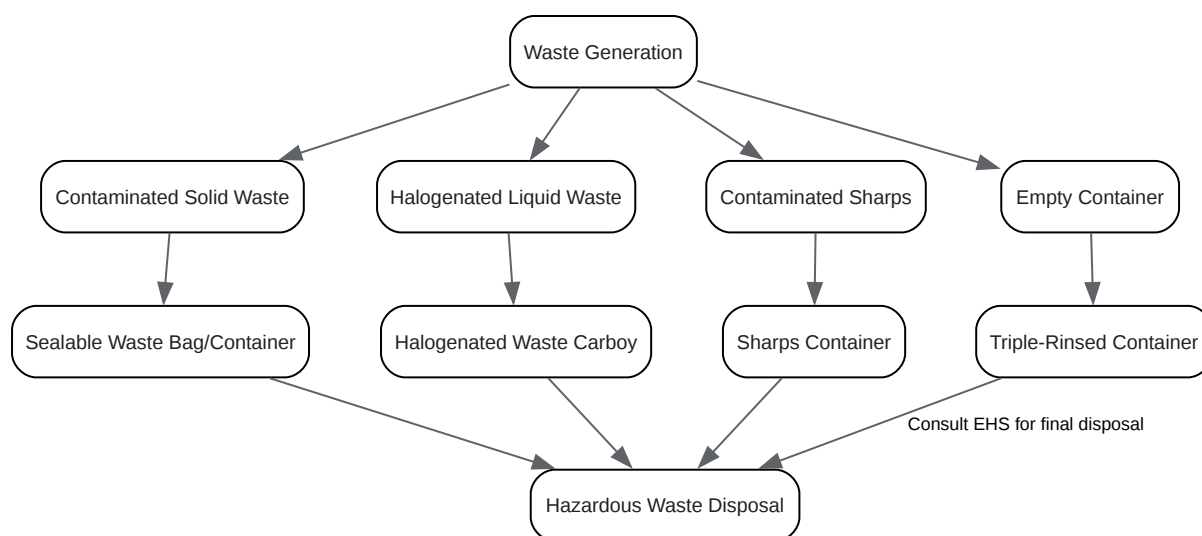 Waste Generation
Contaminated Solid Waste
Halogenated Liquid Waste
Contaminated Sharps
Empty Container
Sealable Waste Bag/Container
Halogenated Waste Carboy
Sharps Container
Triple-Rinsed Container
Consult EHS for final disposal
Hazardous Waste Disposal